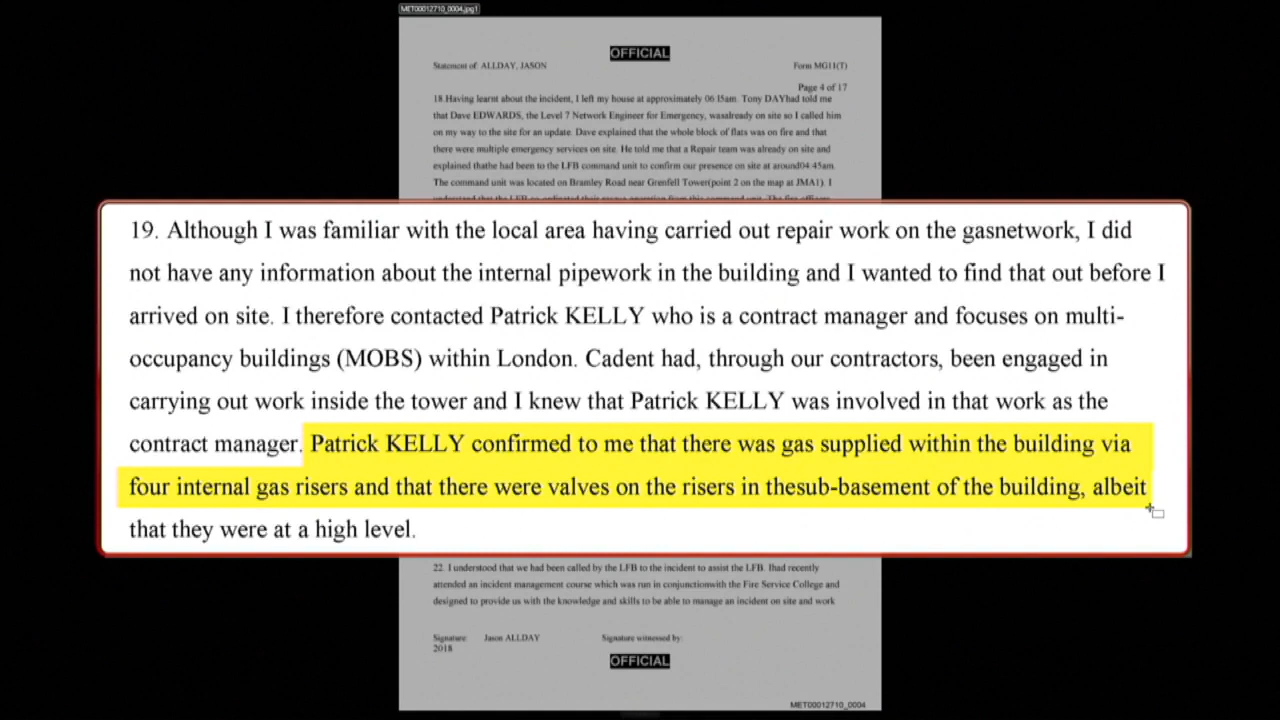 MET00012710_0004.jpg1
OFFICIAL
Statement of: ALLDAY, JASON
Form MG11(T)
Page 4 of 17
18.Having learnt about the incident, I left my house at approximately 06:15am. Tony DAYhad told me
that Dave EDWARDS, the Level 7 Network Engineer for Emergency, wasalready on site so I called him
on my way to the site for an update. Dave explained that the whole block of flats was on fire and that
there were multiple emergency services on site. He told me that a Repair team was already on site and
explained thathe had been to the LFB command unit to confirm our presence on site at around04:45am.
The command unit was located on Bramley Road near Grenfell Tower(point 2 on the map at JMA1). I
19. Although I was familiar with the local area having carried out repair work on the gasnetwork, I did
not have any information about the internal pipework in the building and I wanted to find that out before I
arrived on site. I therefore contacted Patrick KELLY who is a contract manager and focuses on multi-
occupancy buildings (MOBS) within London. Cadent had, through our contractors, been engaged in
carrying out work inside the tower and I knew that Patrick KELLY was involved in that work as the
contract manager. Patrick KELLY confirmed to me that there was gas supplied within the building via
four internal gas risers and that there were valves on the risers in thesub-basement of the building, albeit
that they were at a high level.
22. I understood that we had been called by the LFB to the incident to assist the LFB. Ihad recently
attended an incident management course which was run in conjunctionwith the Fire Service College and
designed to provide us with the knowledge and skills to be able to manage an incident on site and work
Signature: Jason ALLDAY Signature witnessed by:
2018
OFFICIAL
MET00012710_0004